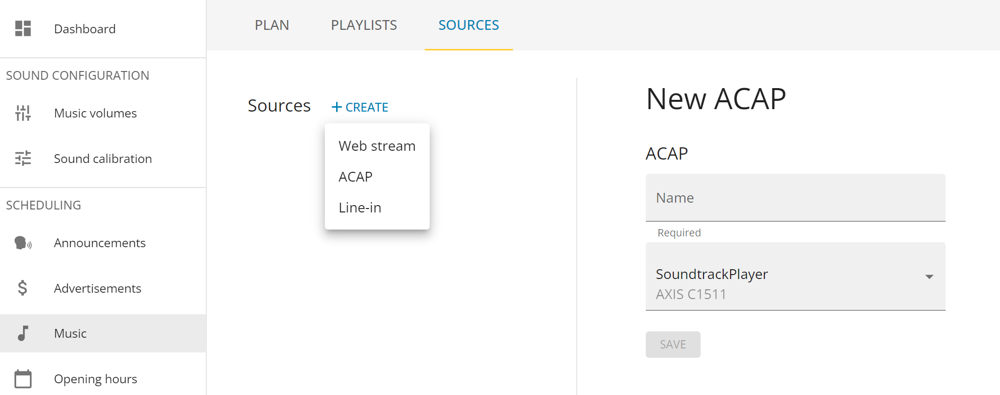 Dashboard
SOUND CONFIGURATION
Music volumes
Sound calibration
SCHEDULING
Announcements
Advertisements
Music
Opening hours
PLAN
PLAYLISTS
SOURCES
Sources
+ CREATE
Web stream
ACAP
Line-in
New ACAP
ACAP
Name
Required
SoundtrackPlayer
AXIS C1511
SAVE